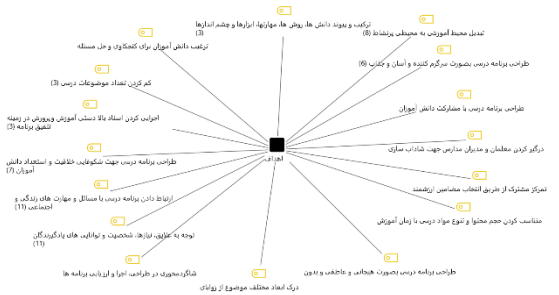 ترکیب و پیوند دانش ها، روش ها، مهارتها، ابزارها و چشم اندازها
(3)
تبدیل محیط آموزشی به محیطی پرنشاط (8)
ترغیب دانش آموزان برای کنجکاوی و حل مسئله
طراحی برنامه درسی بصورت سرگرم کننده و آسان و جذاب (6)
کم کردن تعداد موضوعات درسی (3)
طراحی برنامه درسی با مشارکت دانش آموزان
اجرایی کردن اسناد بالا دستی آموزش وپرورش در زمینه
تلفیق برنامه (3)
درگیر کردن معلمان و مدیران مدارس جهت شاداب سازی
اهداف
طراحی برنامه درسی جهت شکوفایی خلاقیت و استعداد دانش
آموزان (7)
تمرکز مشترک از طریق انتخاب مضامین ارزشمند
ارتباط دادن برنامه درسی با مسائل و مهارت های زندگی و
اجتماعی (11)
متناسب کردن حجم محتوا و تنوع مواد درسی با زمان آموزش
توجه به علایق، نیازها، شخصیت و توانایی های یادگیرندگان
(11)
طراحی برنامه درسی بصورت هیجانی و عاطفی و بدون
شاگردمحوری در طراحی، اجرا و ارزیابی برنامه ها
درک ابعاد مختلف موضوع از زوایای